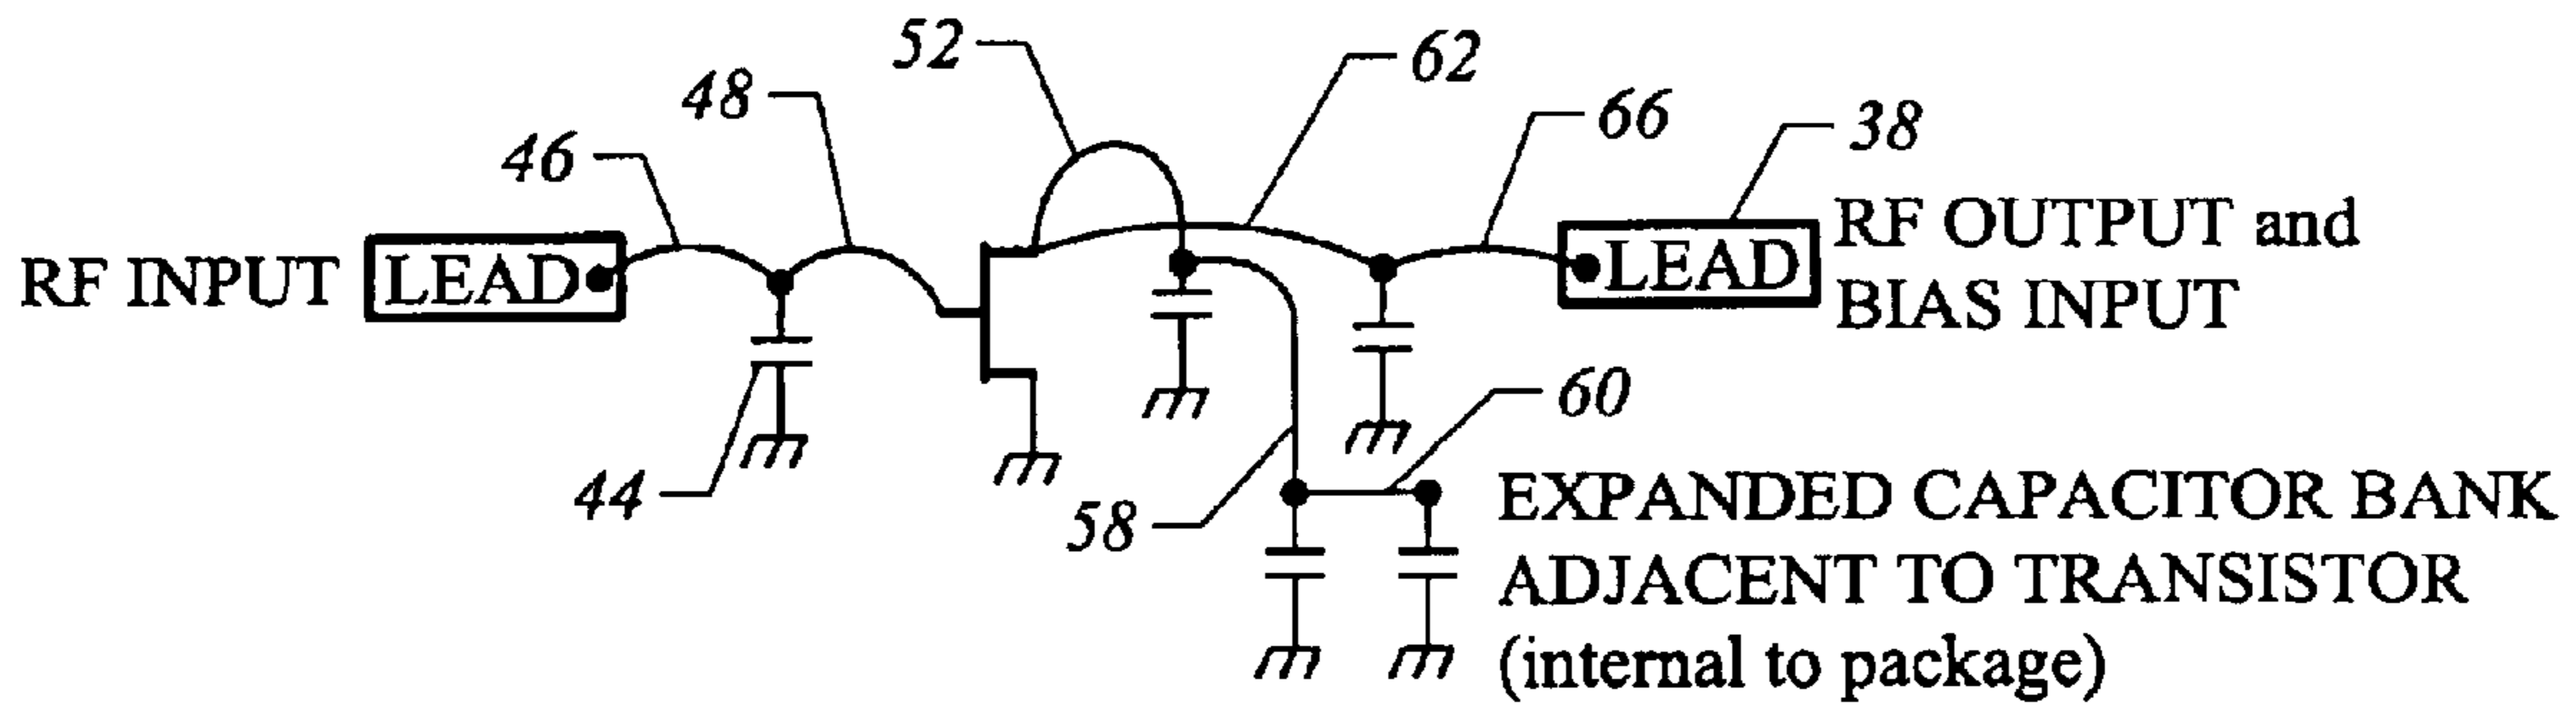 52
62
48
66
38
46
RF INPUT
LEAD
LEAD
RF OUTPUT and
BIAS INPUT
60
44
58
EXPANDED CAPACITOR BANK
ADJACENT TO TRANSISTOR
(internal to package)